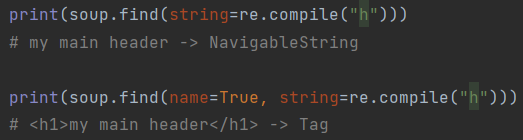 print(soup.find(string=re.compile("h")))
# my main header -> NavigableString
print(soup.find(name=True, string=re.compile("h")))
# <h1>my main header</h1> -> Tag